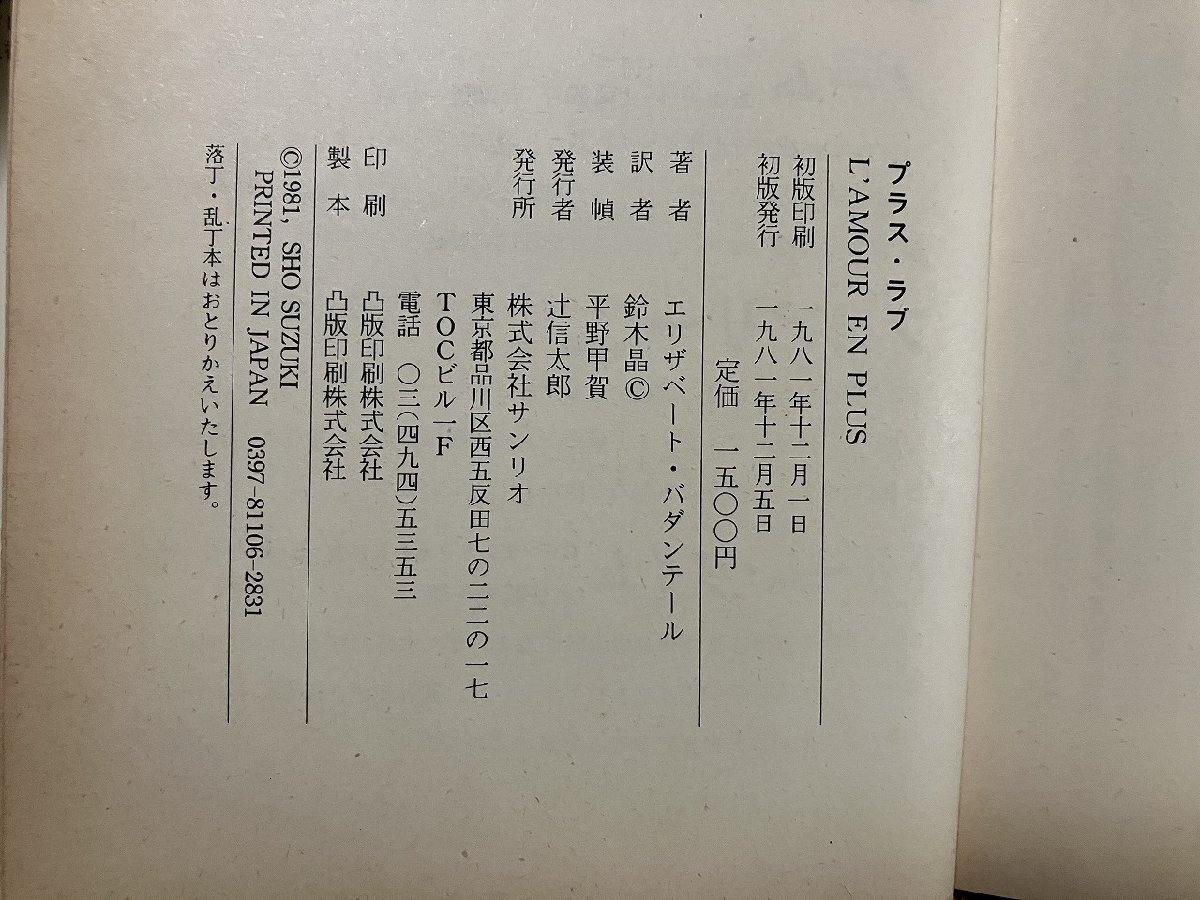 プラス・ラブ
L'AMOUR EN PLUS
初版印刷 一九八一年十二月一日
初版発行 一九八一年十二月五日
定価 一五〇〇円
著者 エリザベート・バダンテール
訳者 鈴木晶©
装幀 平野甲賀
発行者 辻信太郎
発行所 株式会社サンリオ
東京都品川区西五反田七の二二の一七
TOCビル一F
電話 〇三(四九四)五三五三
印刷 凸版印刷株式会社
製本 凸版印刷株式会社
©1981, SHO SUZUKI
PRINTED IN JAPAN 0397-81106-2831
落丁・乱丁本はおとりかえいたします。